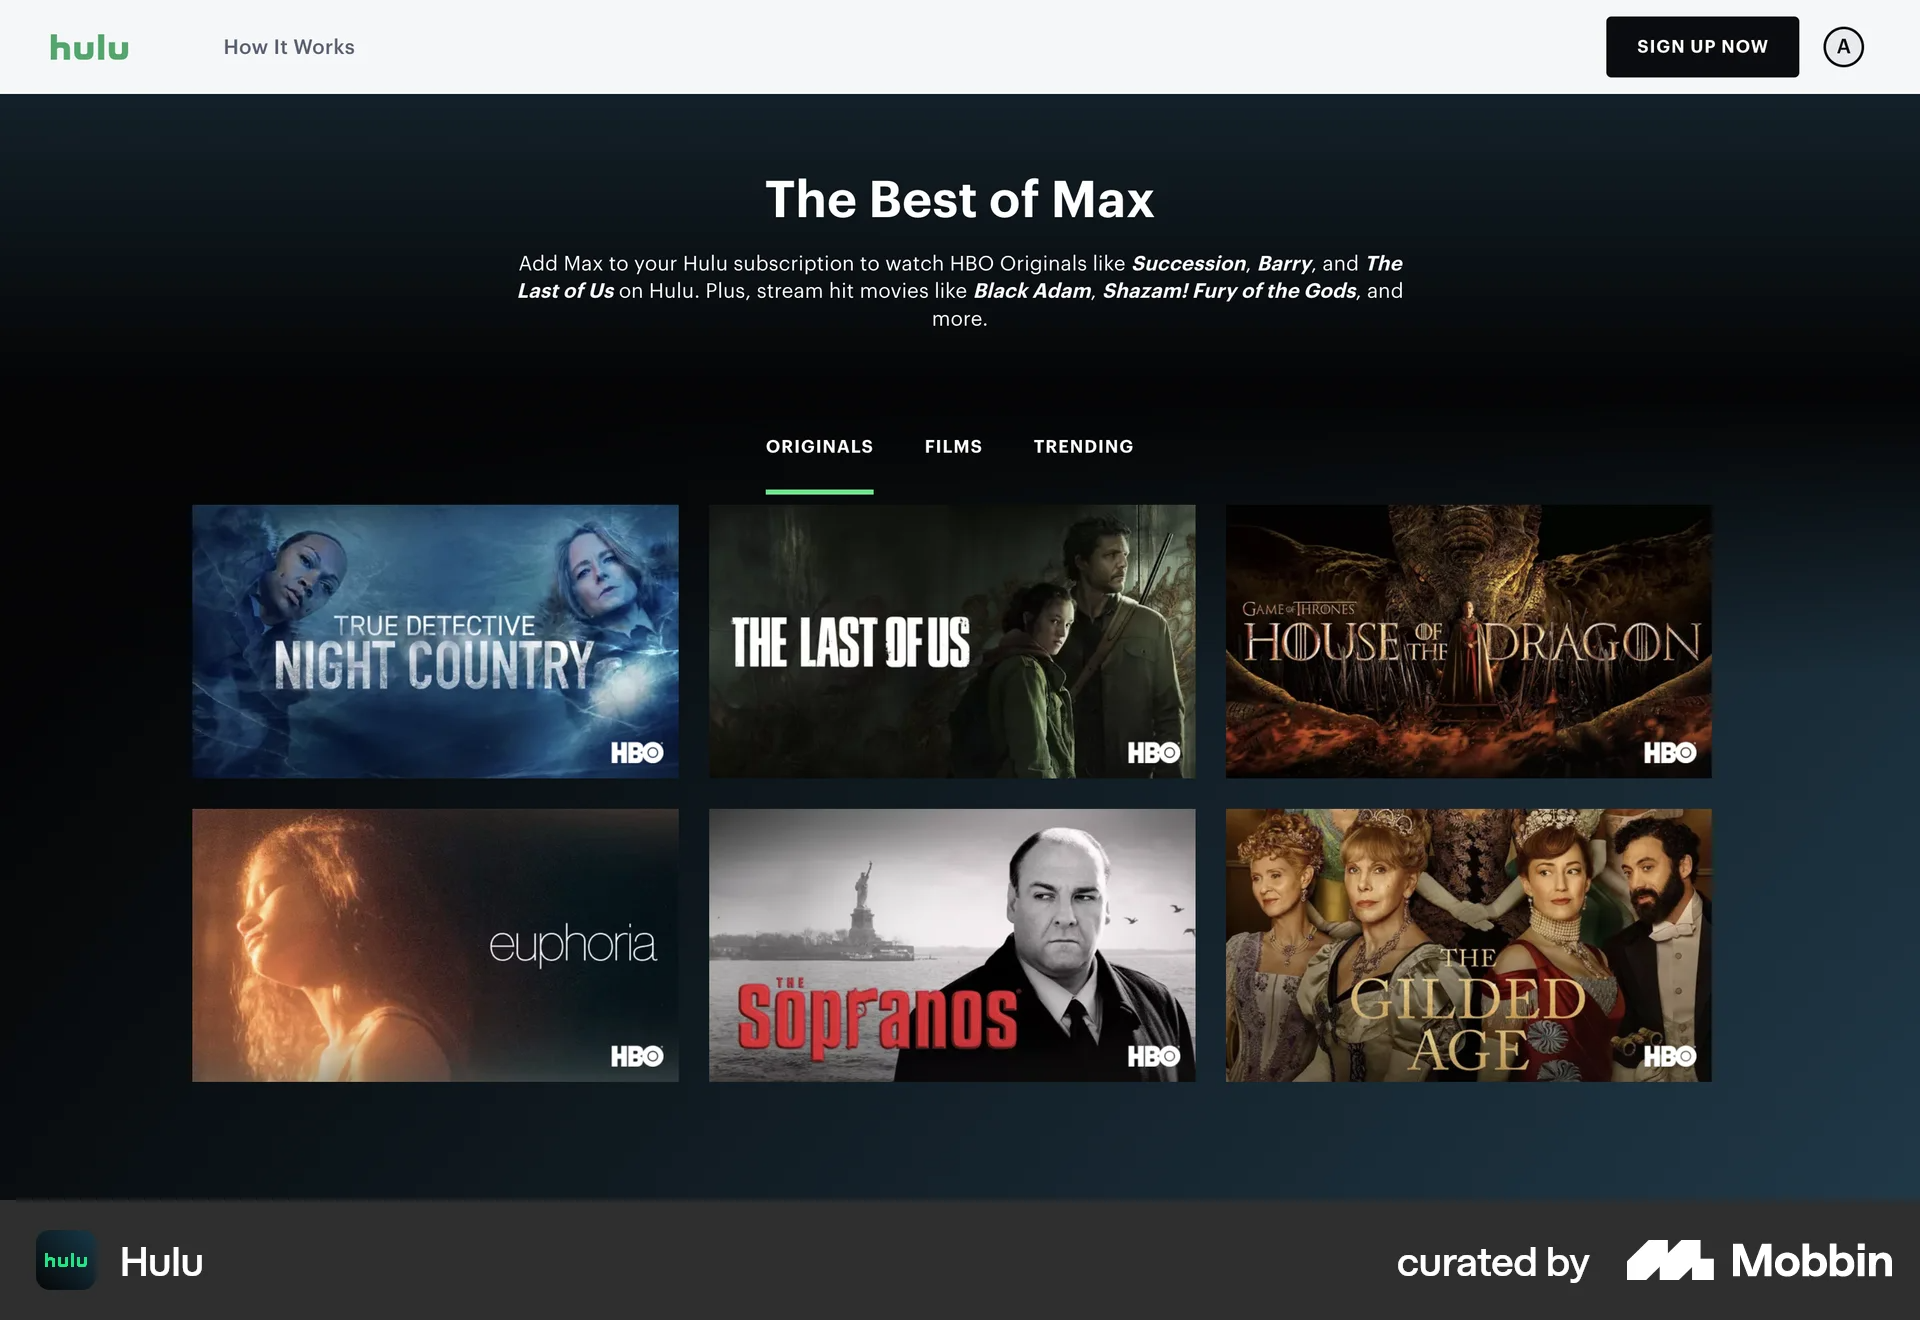 hulu
How It Works
SIGN UP NOW
A
The Best of Max
Add Max to your Hulu subscription to watch HBO Originals like Succession, Barry, and The
Last of Us on Hulu. Plus, stream hit movies like Black Adam, Shazam! Fury of the Gods, and
more.
ORIGINALS
FILMS
TRENDING
TRUE DETECTIVE
NIGHT COUNTRY
HBO
THE LAST OF US
HBO
GAME OF THRONES
HOUSE OF THE DRAGON
HBO
euphoria
HBO
THE
Sopranos
HBO
THE
GILDED
AGE
HBO
hulu
Hulu
curated by
Mobbin